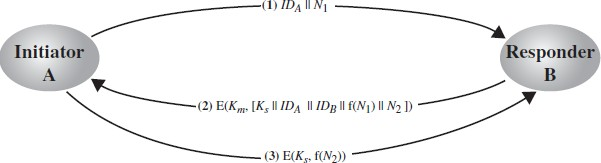 (1) ID_A || N_1
Initiator
A
Responder
B
(2) E(K_m, [K_s || ID_A || ID_B || f(N_1) || N_2 ])
(3) E(K_s, f(N_2))